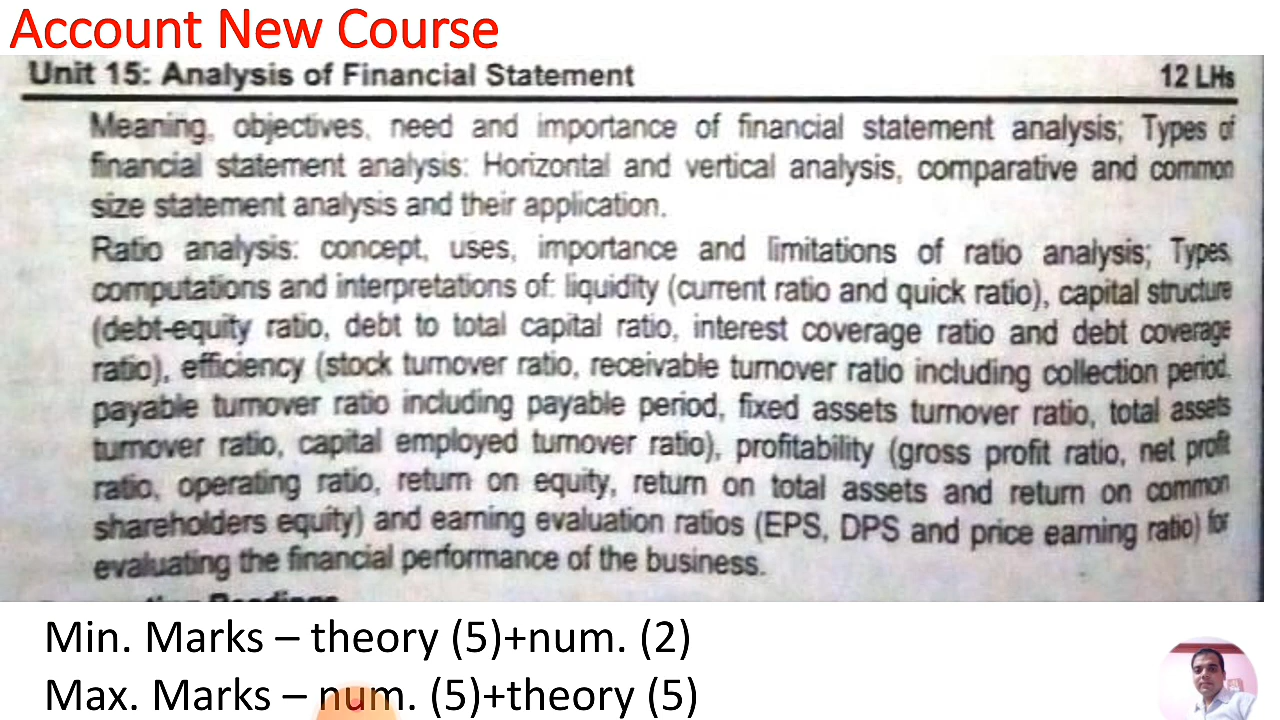 Account New Course
Unit 15: Analysis of Financial Statement 12 LHs
Meaning, objectives, need and importance of financial statement analysis; Types of
financial statement analysis: Horizontal and vertical analysis, comparative and common
size statement analysis and their application.
Ratio analysis: concept, uses, importance and limitations of ratio analysis; Types,
computations and interpretations of: liquidity (current ratio and quick ratio), capital structure
(debt-equity ratio, debt to total capital ratio, interest coverage ratio and debt coverage
ratio), efficiency (stock turnover ratio, receivable turnover ratio including collection period,
payable turnover ratio including payable period, fixed assets turnover ratio, total assets
turnover ratio, capital employed turnover ratio), profitability (gross profit ratio, net profit
ratio, operating ratio, return on equity, return on total assets and return on common
shareholders equity) and earning evaluation ratios (EPS, DPS and price earning ratio) for
evaluating the financial performance of the business.
Min. Marks – theory (5)+num. (2)
Max. Marks – num. (5)+theory (5)